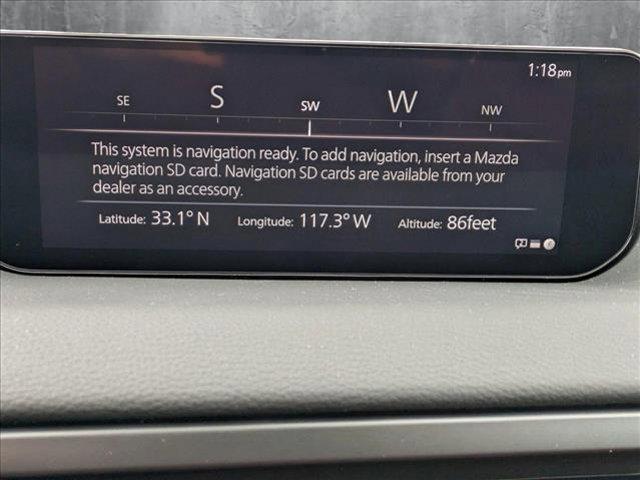 1:18pm
SE S SW W NW
This system is navigation ready. To add navigation, insert a Mazda
navigation SD card. Navigation SD cards are available from your
dealer as an accessory.
Latitude: 33.1° N Longitude: 117.3° W Altitude: 86feet